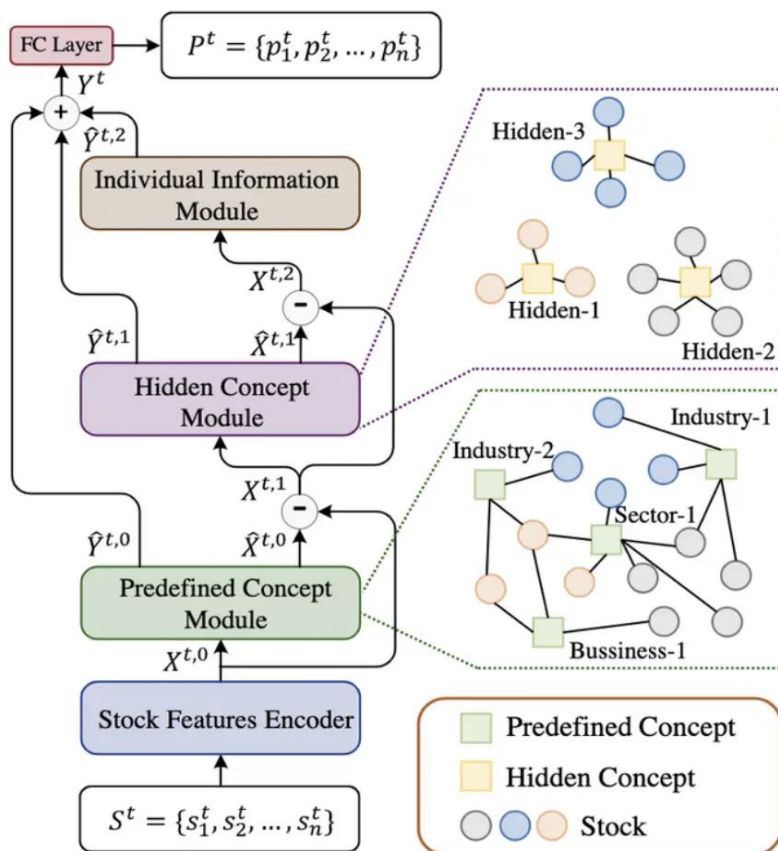 FC Layer
P^t = {p_1^t, p_2^t, ..., p_n^t}
Y^t
+
Ŷ^{t,2}
Individual Information
Module
X^{t,2}
-
Ŷ^{t,1}
X̂^{t,1}
Hidden Concept
Module
X^{t,1}
-
Ŷ^{t,0}
X̂^{t,0}
Predefined Concept
Module
X^{t,0}
Stock Features Encoder
S^t = {s_1^t, s_2^t, ..., s_n^t}
Hidden-3
Hidden-1
Hidden-2
Industry-1
Industry-2
Sector-1
Bussiness-1
Predefined Concept
Hidden Concept
Stock